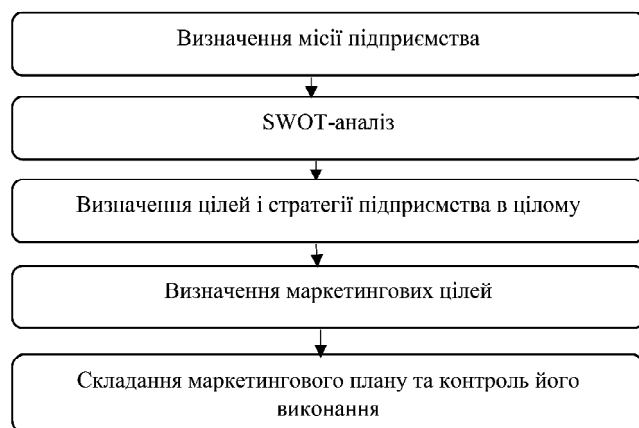 Визначення місії підприємства
SWOT-аналіз
Визначення цілей і стратегії підприємства в цілому
Визначення маркетингових цілей
Складання маркетингового плану та контроль його
виконання